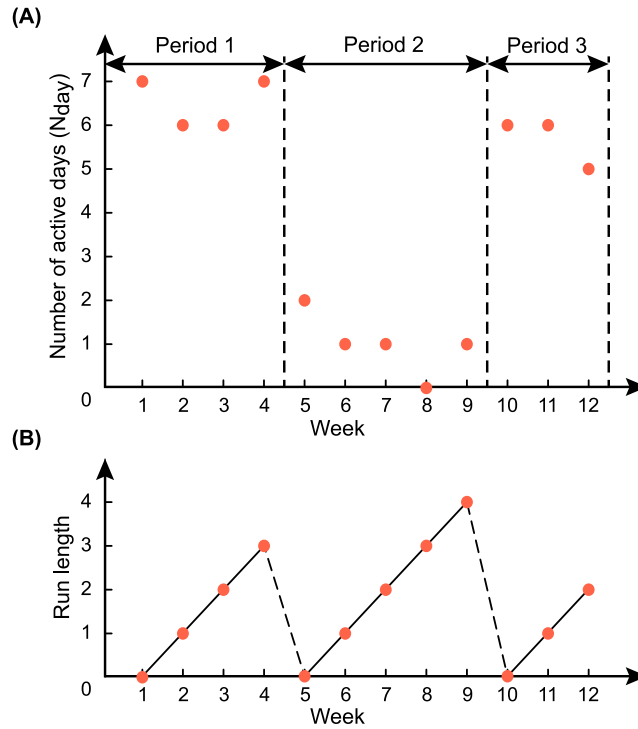 (A)
Period 1 Period 2 Period 3
Number of active days (Nday)
7
6
5
4
3
2
1
0
1 2 3 4 5 6 7 8 9 10 11 12
Week
(B)
Run length
4
3
2
1
0
1 2 3 4 5 6 7 8 9 10 11 12
Week